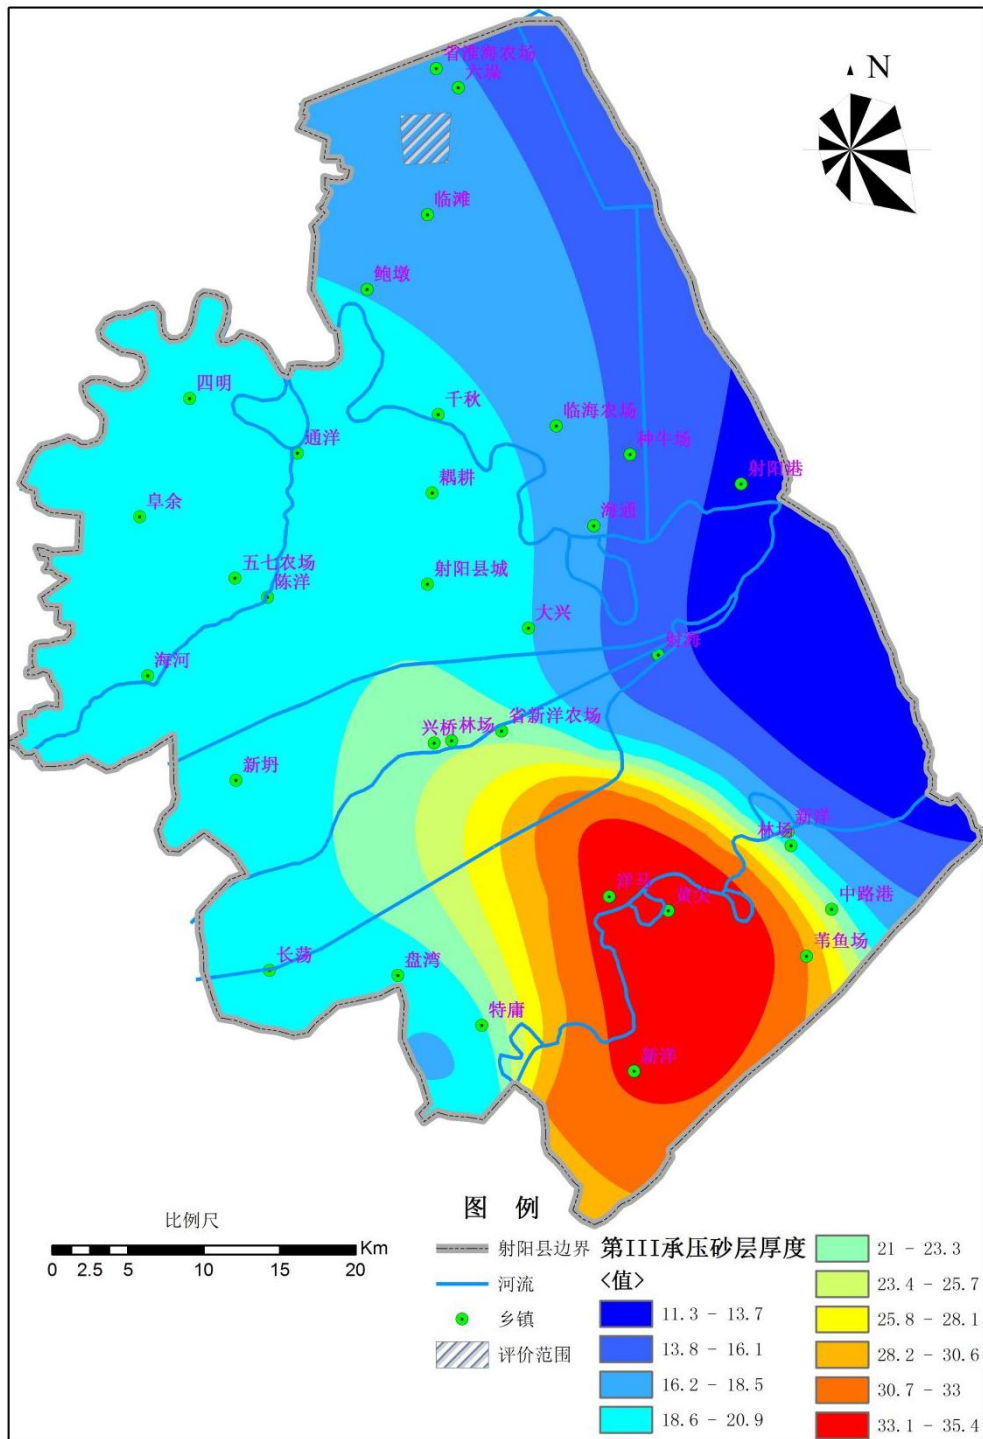 N
省淮海农场
六垛
临滩
鲍墩
四明
千秋
临海农场
通洋
种牛场
射阳港
耦耕
阜余
海通
五七农场
射阳县城
陈洋
大兴
射海
海河
兴桥
林场
省新洋农场
新坍
新洋
林场
洋马
黄尖
中路港
苇鱼场
长荡
盘湾
特庸
新洋
图 例
比例尺
Km
0 2.5 5 10 15 20
射阳县边界
河流
乡镇
评价范围
第III承压砂层厚度
<值>
11.3 - 13.7
13.8 - 16.1
16.2 - 18.5
18.6 - 20.9
21 - 23.3
23.4 - 25.7
25.8 - 28.1
28.2 - 30.6
30.7 - 33
33.1 - 35.4